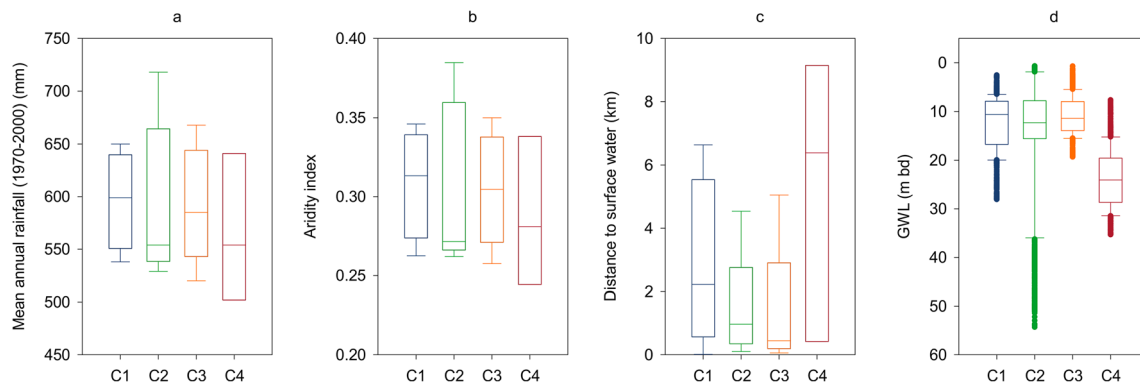 a
Mean annual rainfall (1970-2000) (mm)
750
700
650
600
550
500
450
C1 C2 C3 C4
b
Aridity index
0.40
0.35
0.30
0.25
0.20
C1 C2 C3 C4
c
Distance to surface water (km)
10
8
6
4
2
0
C1 C2 C3 C4
d
GWL (m bd)
0
10
20
30
40
50
60
C1 C2 C3 C4